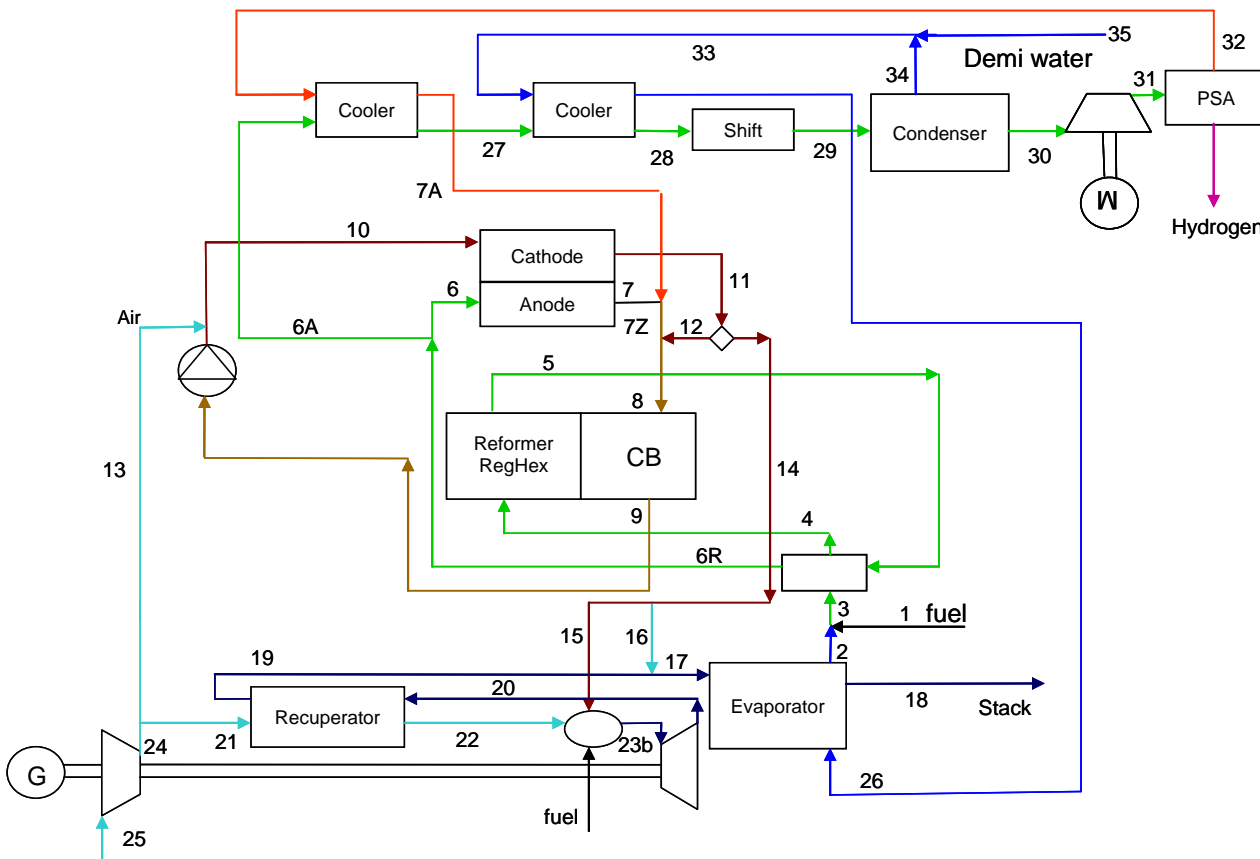 32
35
33
Demi water
34
31
PSA
Cooler
Cooler
Shift
Condenser
27
28
29
30
7A
M
Hydrogen
10
Cathode
11
6
7
Anode
Air
6A
7Z
12
5
8
Reformer
RegHex
CB
13
14
9
4
6R
3
1
fuel
15
16
2
19
17
20
Evaporator
18
Stack
Recuperator
21
22
23b
24
G
26
fuel
25